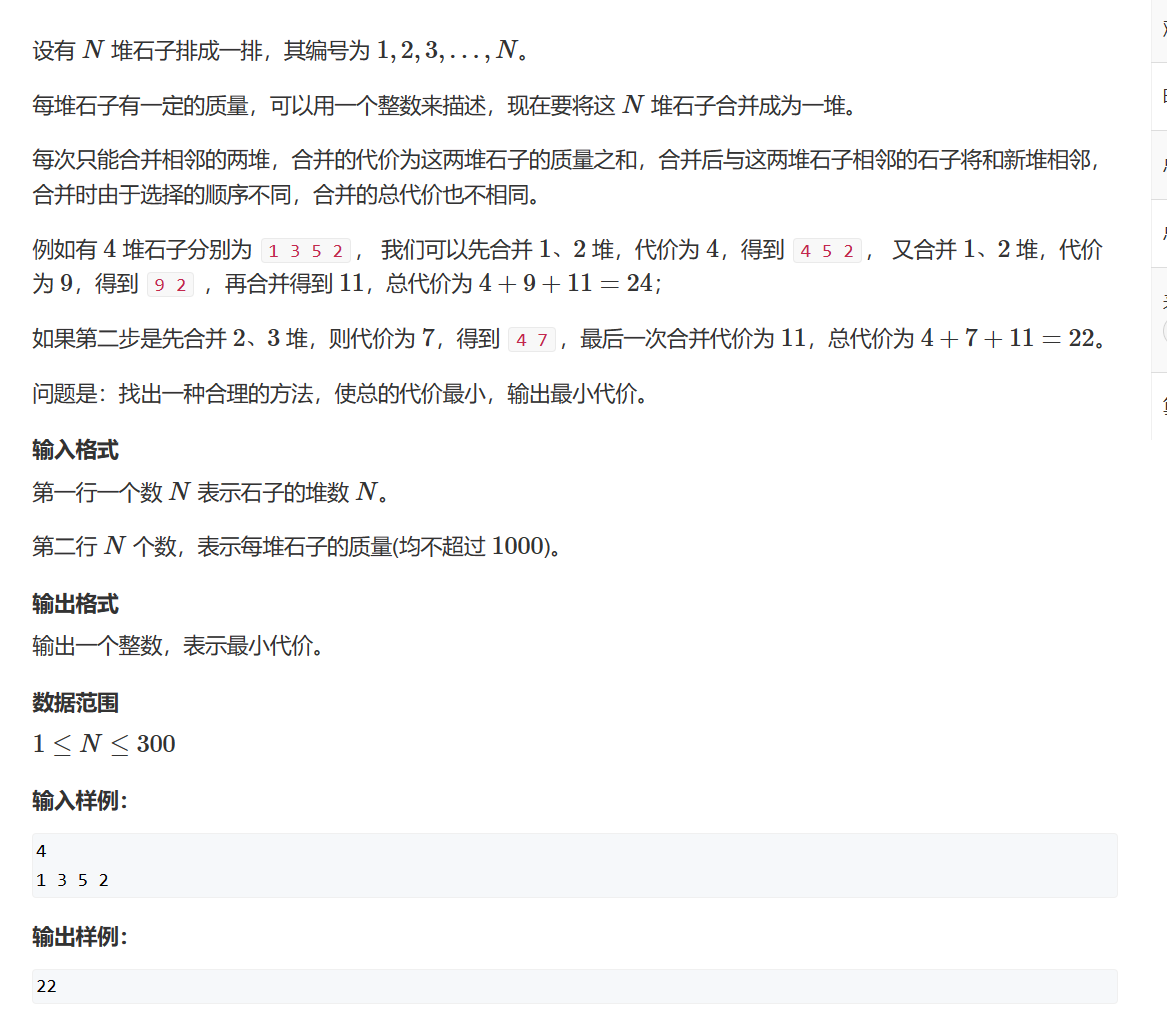 设有 N 堆石子排成一排，其编号为 1,2,3,…,N。
每堆石子有一定的质量，可以用一个整数来描述，现在要将这 N 堆石子合并成为一堆。
每次只能合并相邻的两堆，合并的代价为这两堆石子的质量之和，合并后与这两堆石子相邻的石子将和新堆相邻，
合并时由于选择的顺序不同，合并的总代价也不相同。
例如有 4 堆石子分别为 1 3 5 2， 我们可以先合并 1、2 堆，代价为 4，得到 4 5 2， 又合并 1、2 堆，代价
为 9，得到 9 2 ，再合并得到 11，总代价为 4 + 9 + 11 = 24；
如果第二步是先合并 2、3 堆，则代价为 7，得到 4 7，最后一次合并代价为 11，总代价为 4 + 7 + 11 = 22。
问题是：找出一种合理的方法，使总的代价最小，输出最小代价。
输入格式
第一行一个数 N 表示石子的堆数 N。
第二行 N 个数，表示每堆石子的质量(均不超过 1000)。
输出格式
输出一个整数，表示最小代价。
数据范围
1 ≤ N ≤ 300
输入样例：
4
1 3 5 2
输出样例：
22